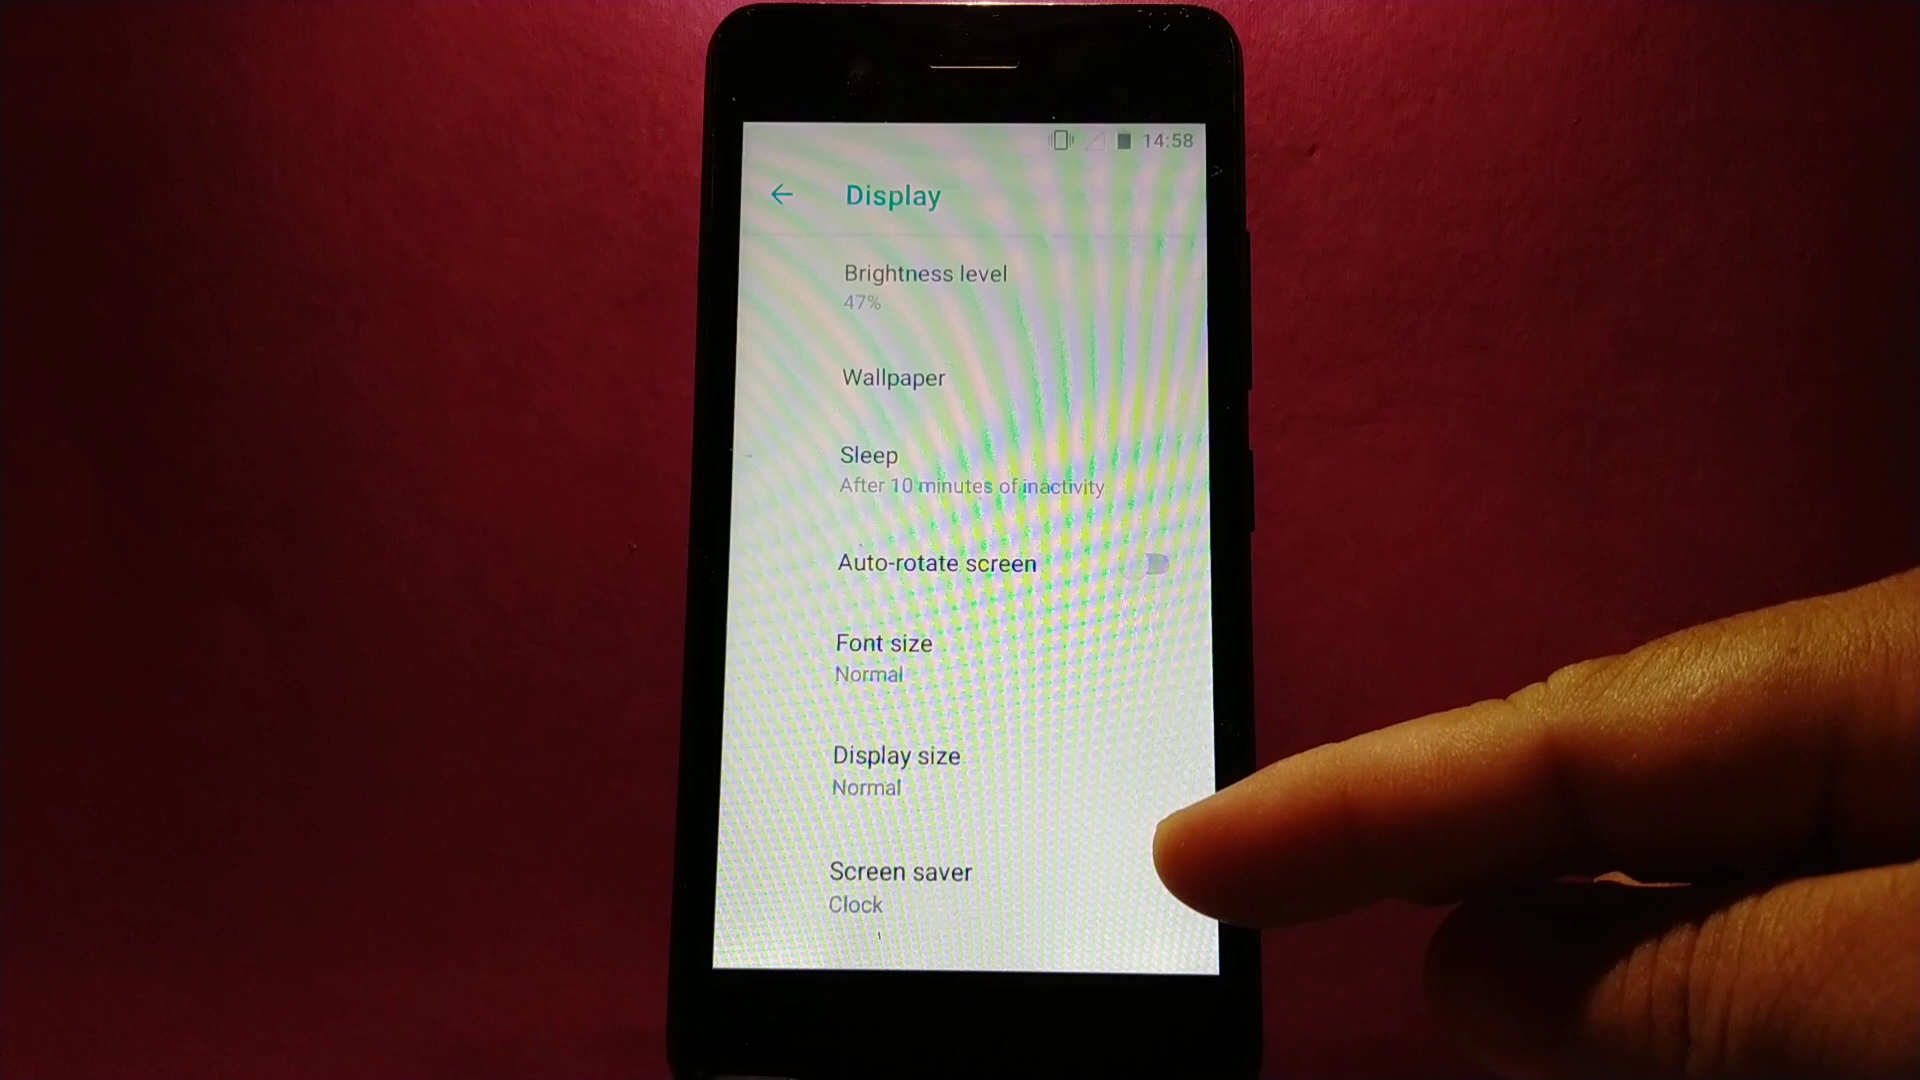 14:58
Display
Brightness level
47%
Wallpaper
Sleep
After 10 minutes of inactivity
Auto-rotate screen
Font size
Normal
Display size
Normal
Screen saver
Clock